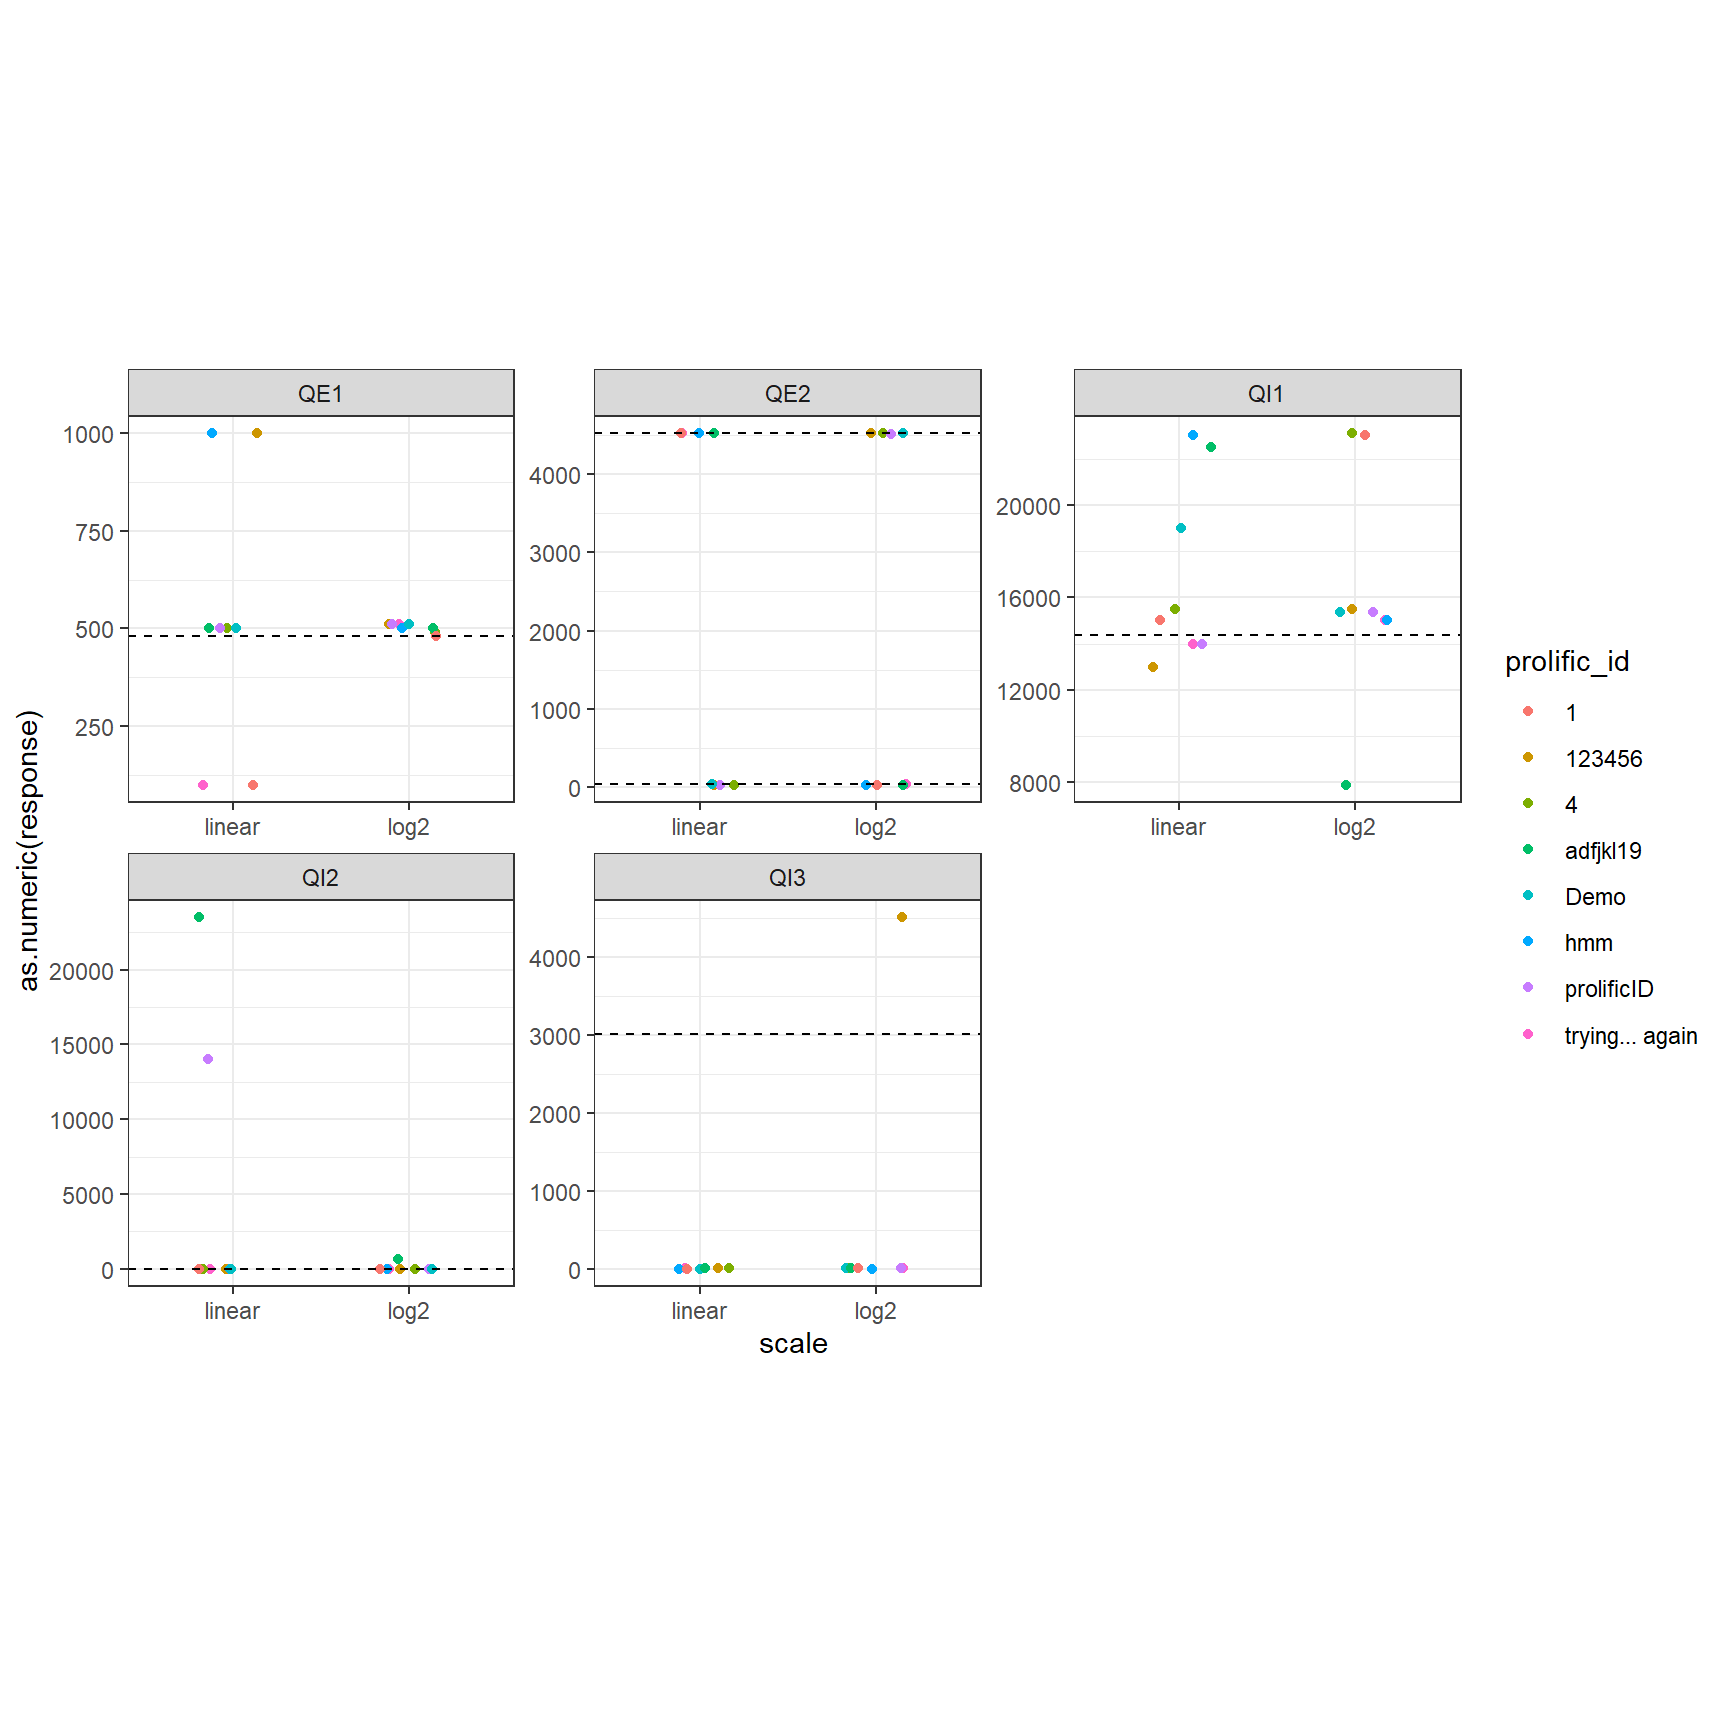 QE1
QE2
QI1
1000
750
500
250
linear
log2
4000
3000
2000
1000
0
linear
log2
20000
16000
12000
8000
linear
log2
QI2
QI3
20000
15000
10000
5000
0
linear
log2
4000
3000
2000
1000
0
linear
log2
as.numeric(response)
scale
prolific_id
1
123456
4
adfjkl19
Demo
hmm
prolificID
trying... again